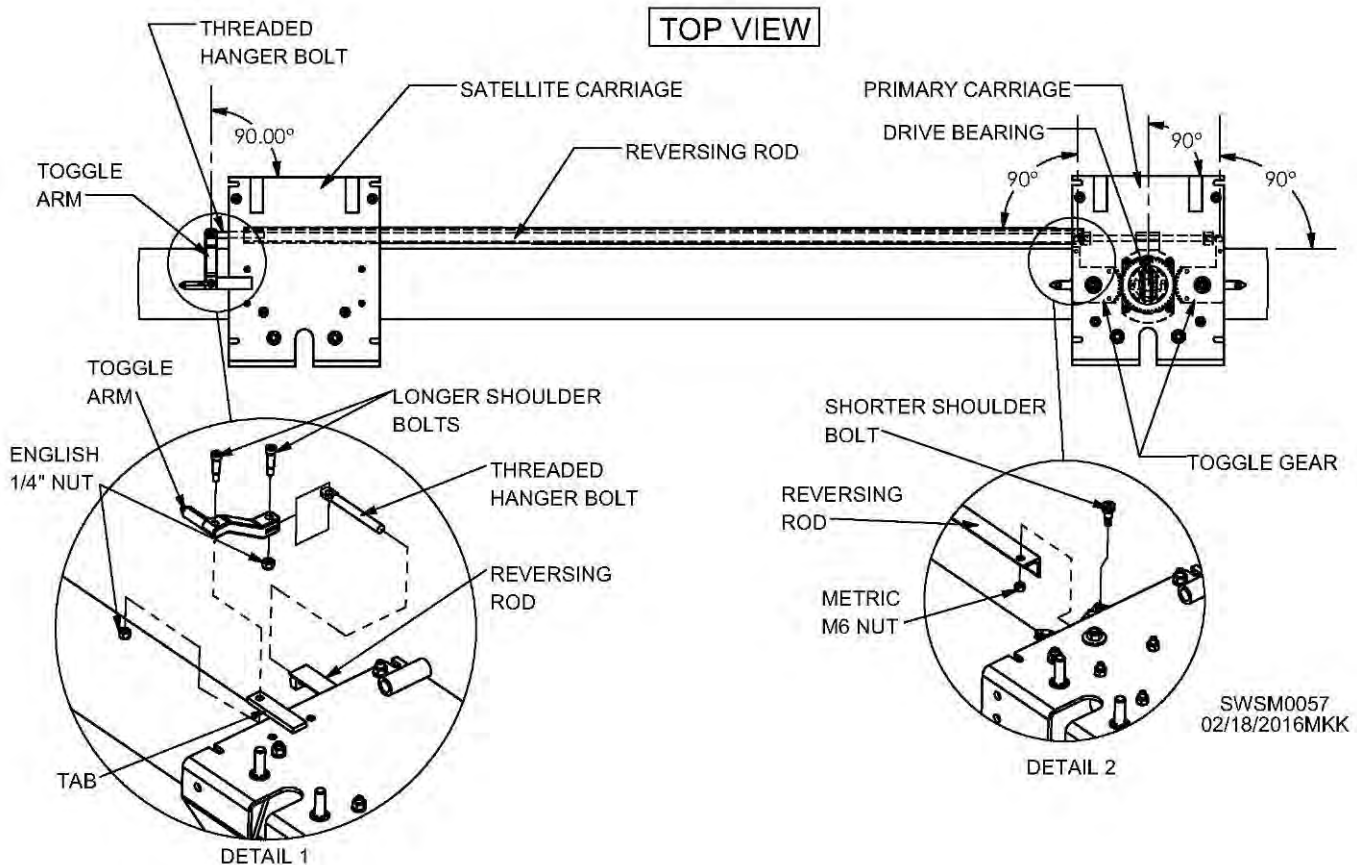 TOP VIEW
THREADED
HANGER BOLT
SATELLITE CARRIAGE
PRIMARY CARRIAGE
DRIVE BEARING
90.00°
REVERSING ROD
90°
90°
90°
TOGGLE
ARM
TOGGLE
ARM
LONGER SHOULDER
BOLTS
ENGLISH
1/4" NUT
THREADED
HANGER BOLT
REVERSING
ROD
TAB
DETAIL 1
SHORTER SHOULDER
BOLT
TOGGLE GEAR
REVERSING
ROD
METRIC
M6 NUT
DETAIL 2
SWSM0057
02/18/2016MKK